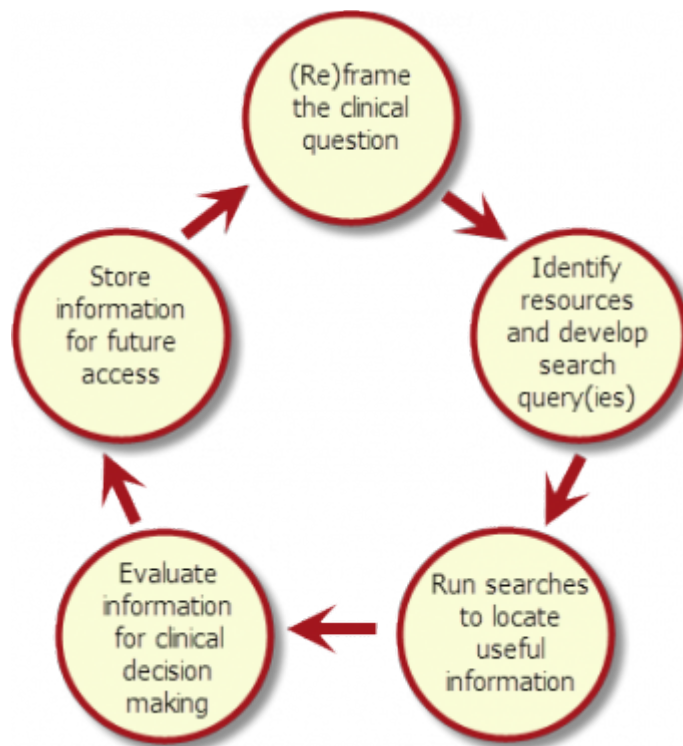 (Re)frame
the clinical
question
Identify
resources
and develop
search
query(ies)
Run searches
to locate
useful
information
Evaluate
information
for clinical
decision
making
Store
information
for future
access